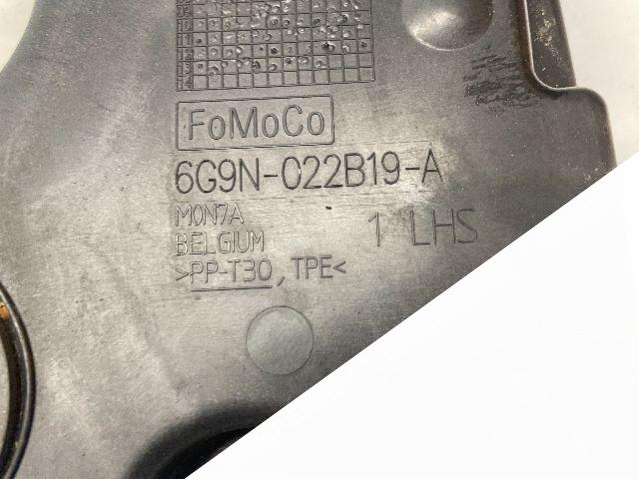 FoMoCo
6G9N-022B19-A
M0N7A
BELGIUM
1 LHS
>PP-T30, TPE<